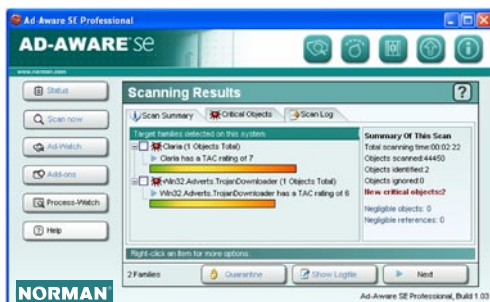 Ad-Aware SE Professional
AD-AWARE SE
www.norman.com
Status
Scan now
Ad-Watch
Add-ons
Process-Watch
Help
Scanning Results
?
Scan Summary
Critical Objects
Scan Log
Target families detected on this system
Claria (1 Objects Total)
Claria has a TAC rating of 7
Win32.Adverts.TrojanDownloader (1 Objects Total)
Win32.Adverts.TrojanDownloader has a TAC rating of 6
Summary Of This Scan
Total scanning time:00:02:22
Objects scanned:44450
Objects identified:2
Objects ignored:0
New critical objects:2
Negligible objects: 0
Negligible references: 0
Right-click an item for more options.
2 Families
Quarantine
Show Logfile
Next
NORMAN
Ad-Aware SE Professional, Build 1.03